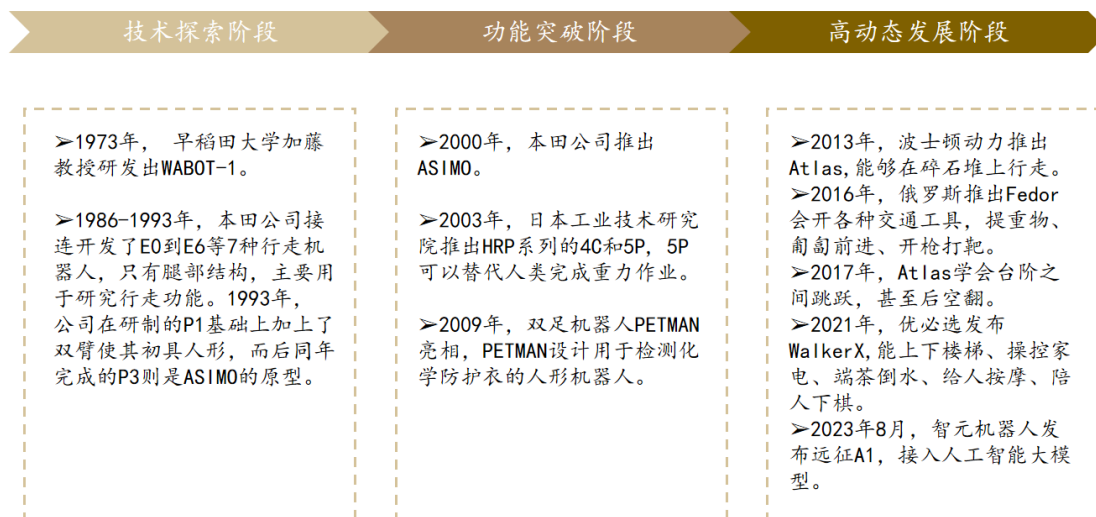 技术探索阶段
功能突破阶段
高动态发展阶段
➢1973年， 早稻田大学加藤
教授研发出WABOT-1。
➢1986-1993年，本田公司接
连开发了E0到E6等7种行走机
器人，只有腿部结构，主要用
于研究行走功能。1993年，
公司在研制的P1基础上加上了
双臂使其初具人形，而后同年
完成的P3则是ASIMO的原型。
➢2000年，本田公司推出
ASIMO。
➢2003年，日本工业技术研究
院推出HRP系列的4C和5P，5P
可以替代人类完成重力作业。
➢2009年，双足机器人PETMAN
亮相，PETMAN设计用于检测化
学防护衣的人形机器人。
➢2013年，波士顿动力推出
Atlas,能够在碎石堆上行走。
➢2016年，俄罗斯推出Fedor
会开各种交通工具，提重物、
匍匐前进、开枪打靶。
➢2017年，Atlas学会台阶之
间跳跃，甚至后空翻。
➢2021年，优必选发布
WalkerX,能上下楼梯、操控家
电、端茶倒水、给人按摩、陪
人下棋。
➢2023年8月，智元机器人发
布远征A1，接入人工智能大模
型。